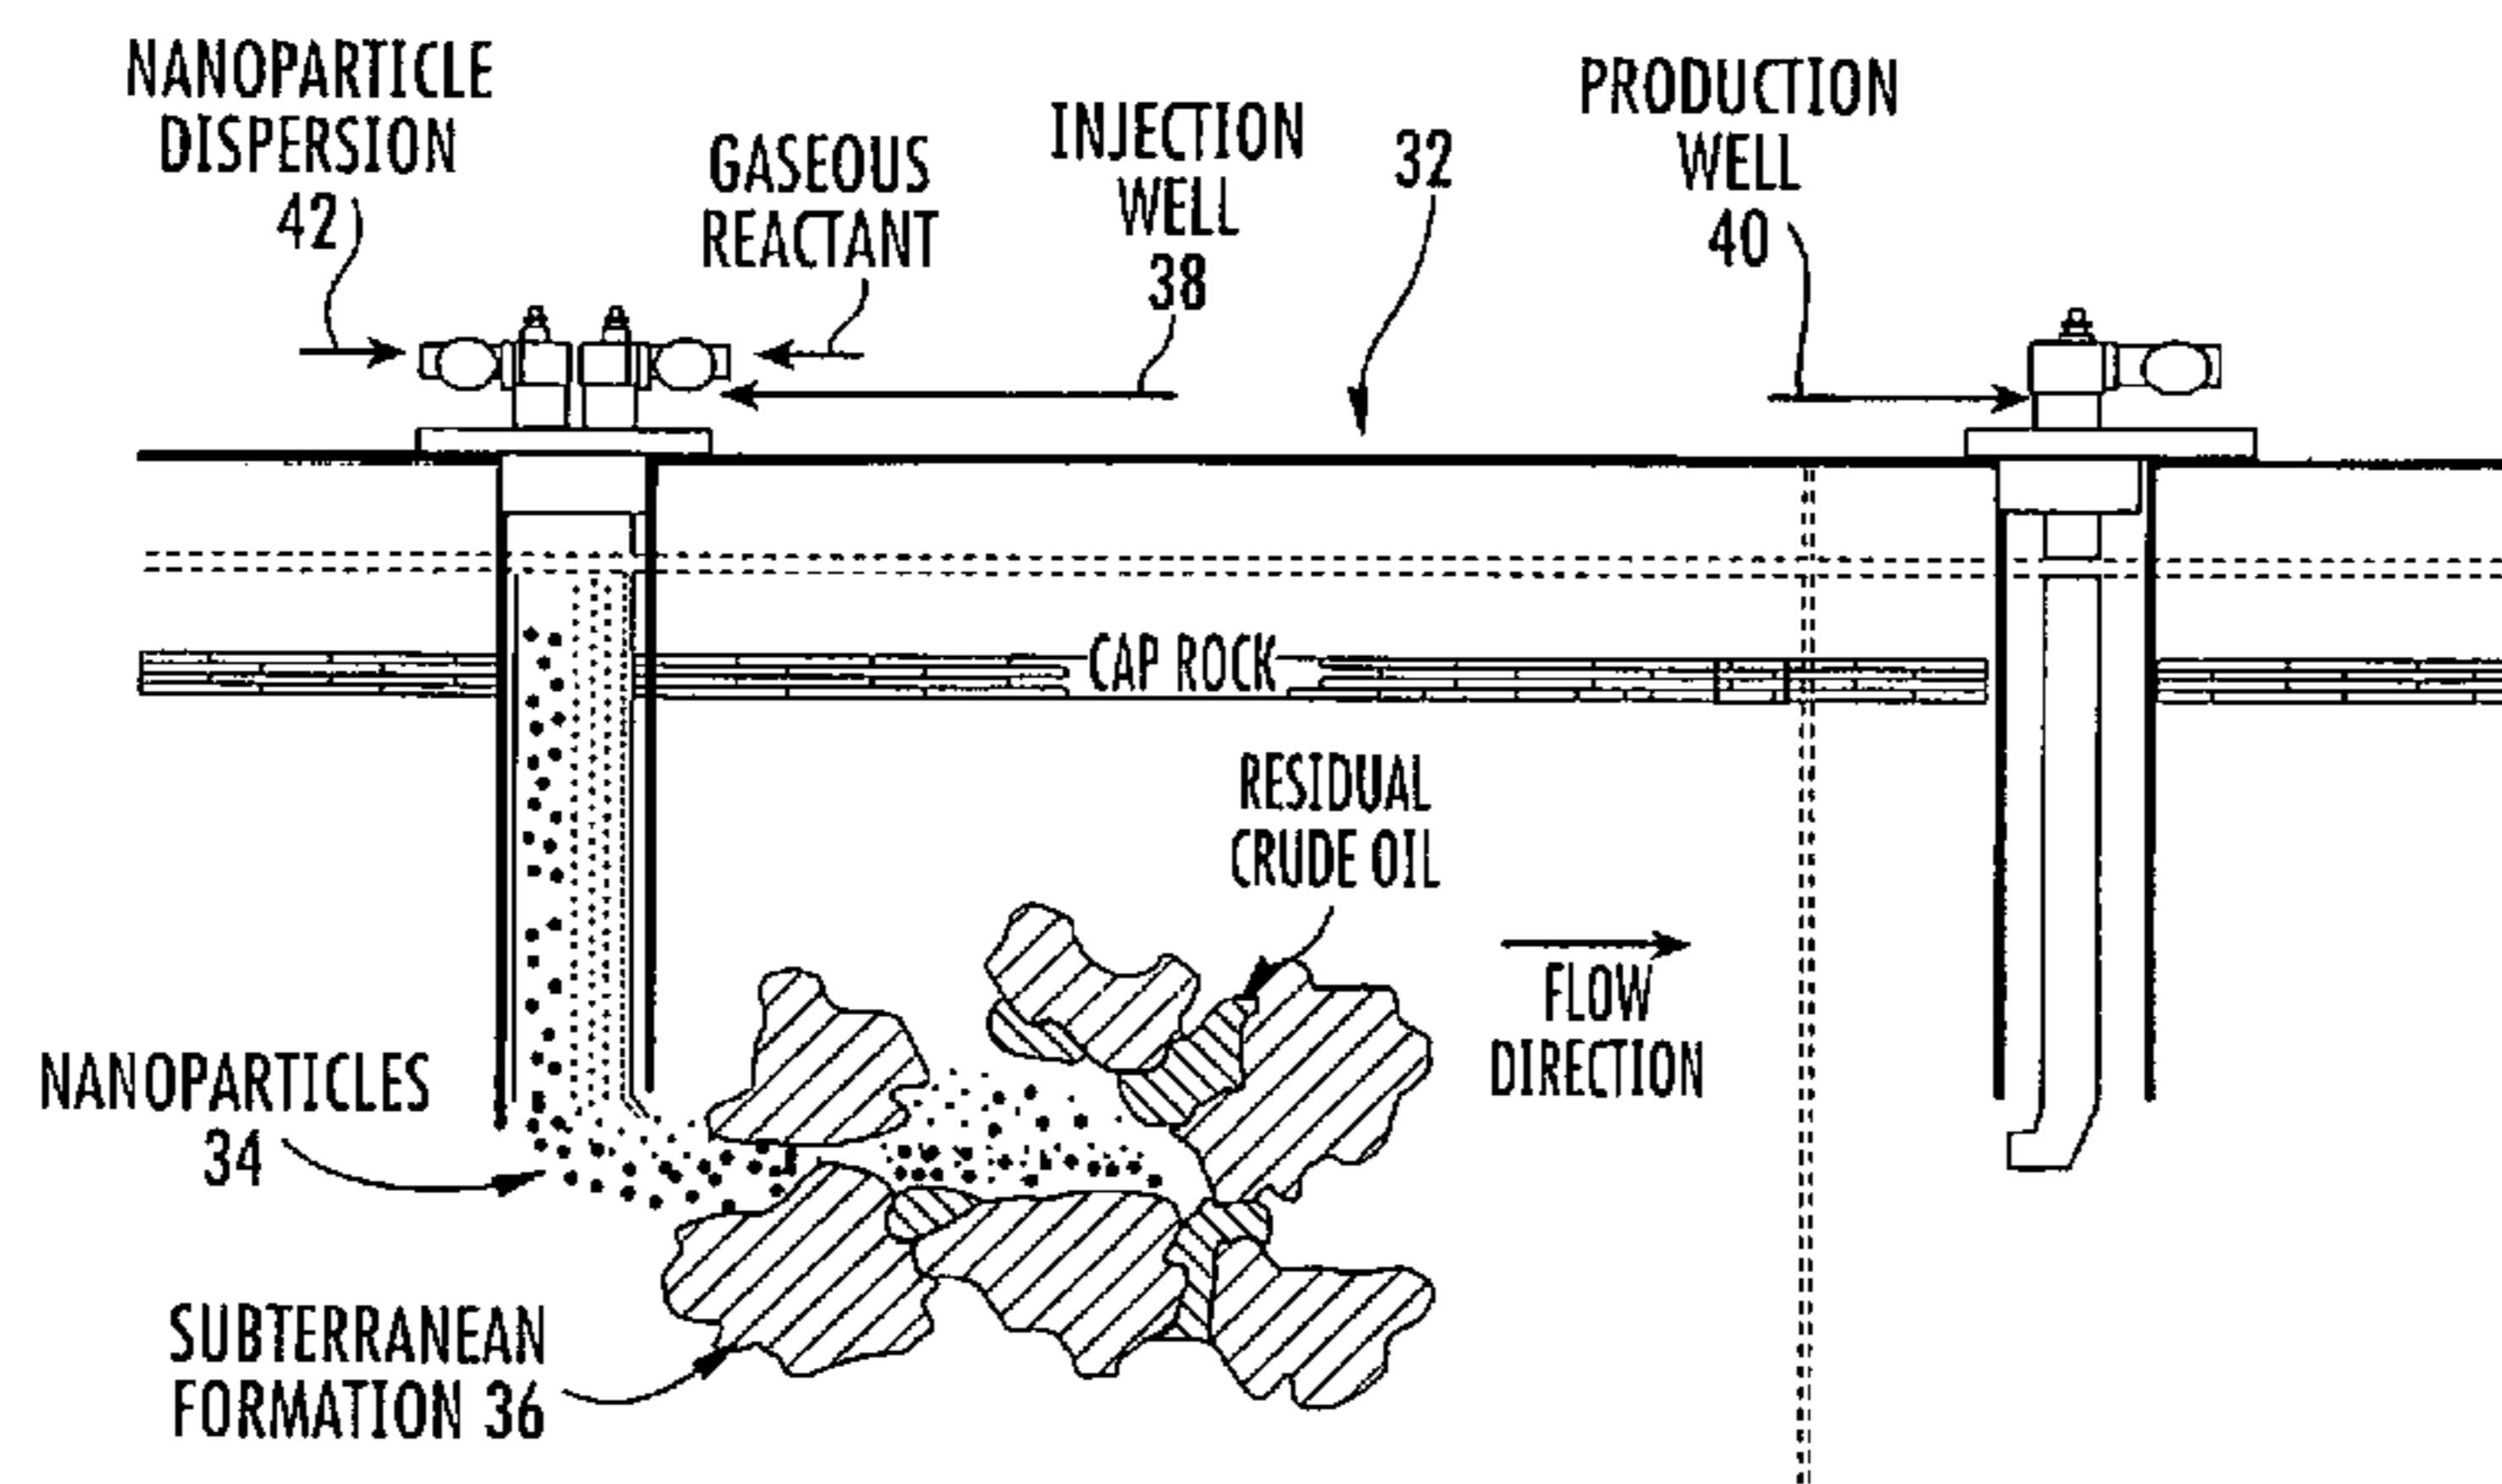 NANOPARTICLE
DISPERSION
42
GASEOUS
REACTANT
INJECTION
WELL
38
32
PRODUCTION
WELL
40
CAP ROCK
RESIDUAL
CRUDE OIL
FLOW
DIRECTION
NANOPARTICLES
34
SUBTERRANEAN
FORMATION 36